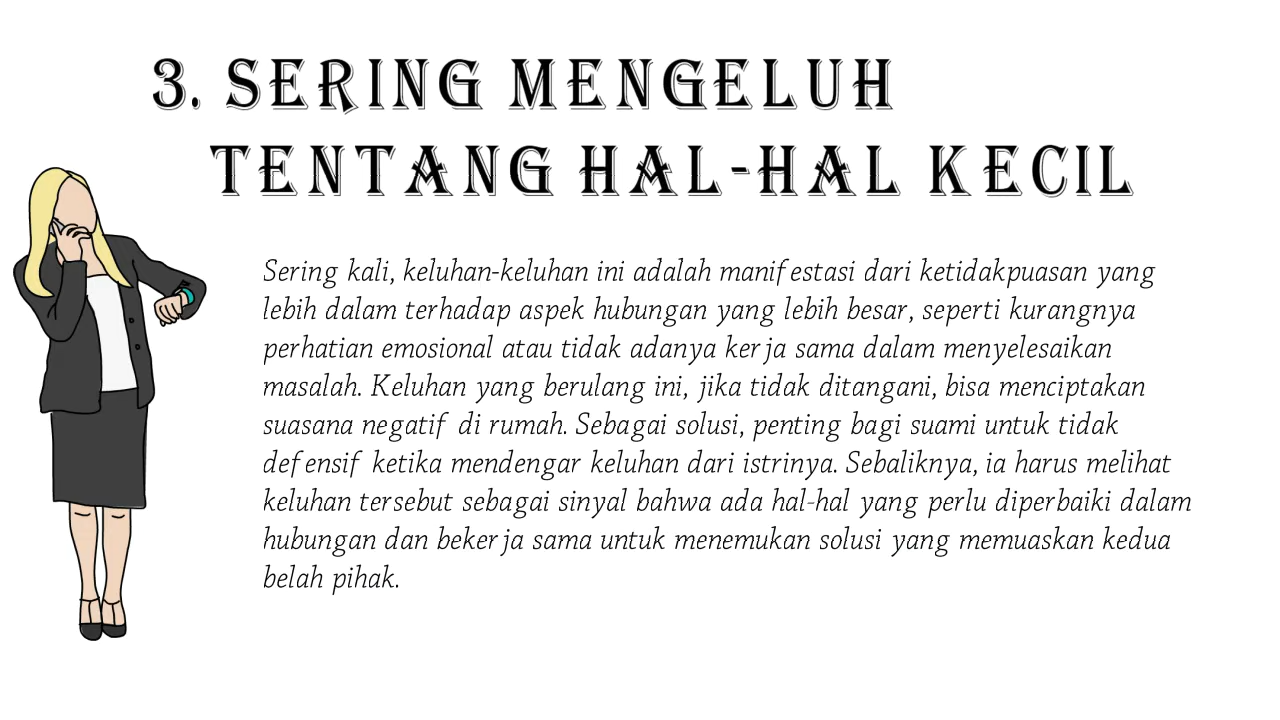 3. SERING MENGELUH
TENTANG HAL-HAL KECIL
Sering kali, keluhan-keluhan ini adalah manifestasi dari ketidakpuasan yang
lebih dalam terhadap aspek hubungan yang lebih besar, seperti kurangnya
perhatian emosional atau tidak adanya kerja sama dalam menyelesaikan
masalah. Keluhan yang berulang ini, jika tidak ditangani, bisa menciptakan
suasana negatif di rumah. Sebagai solusi, penting bagi suami untuk tidak
defensif ketika mendengar keluhan dari istrinya. Sebaliknya, ia harus melihat
keluhan tersebut sebagai sinyal bahwa ada hal-hal yang perlu diperbaiki dalam
hubungan dan bekerja sama untuk menemukan solusi yang memuaskan kedua
belah pihak.